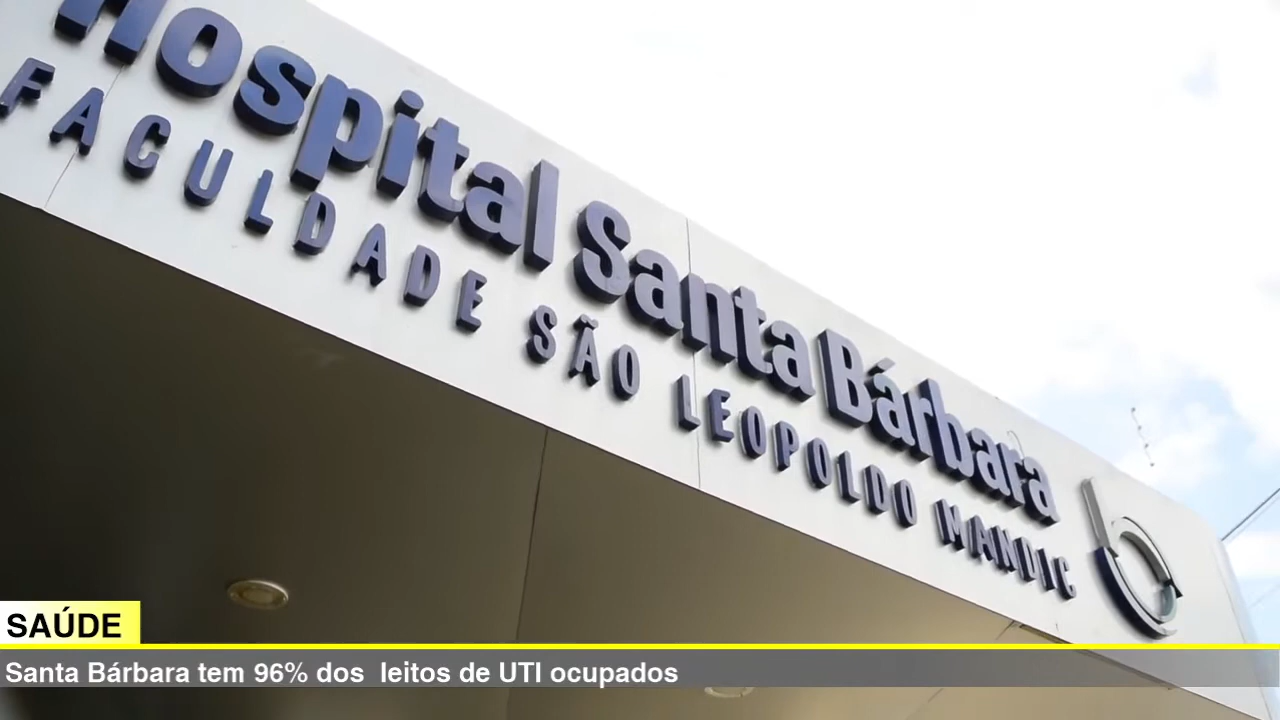 Hospital Santa Bárbara
FACULDADE SÃO LEOPOLDO MANDIC
SAÚDE
Santa Bárbara tem 96% dos  leitos de UTI ocupados